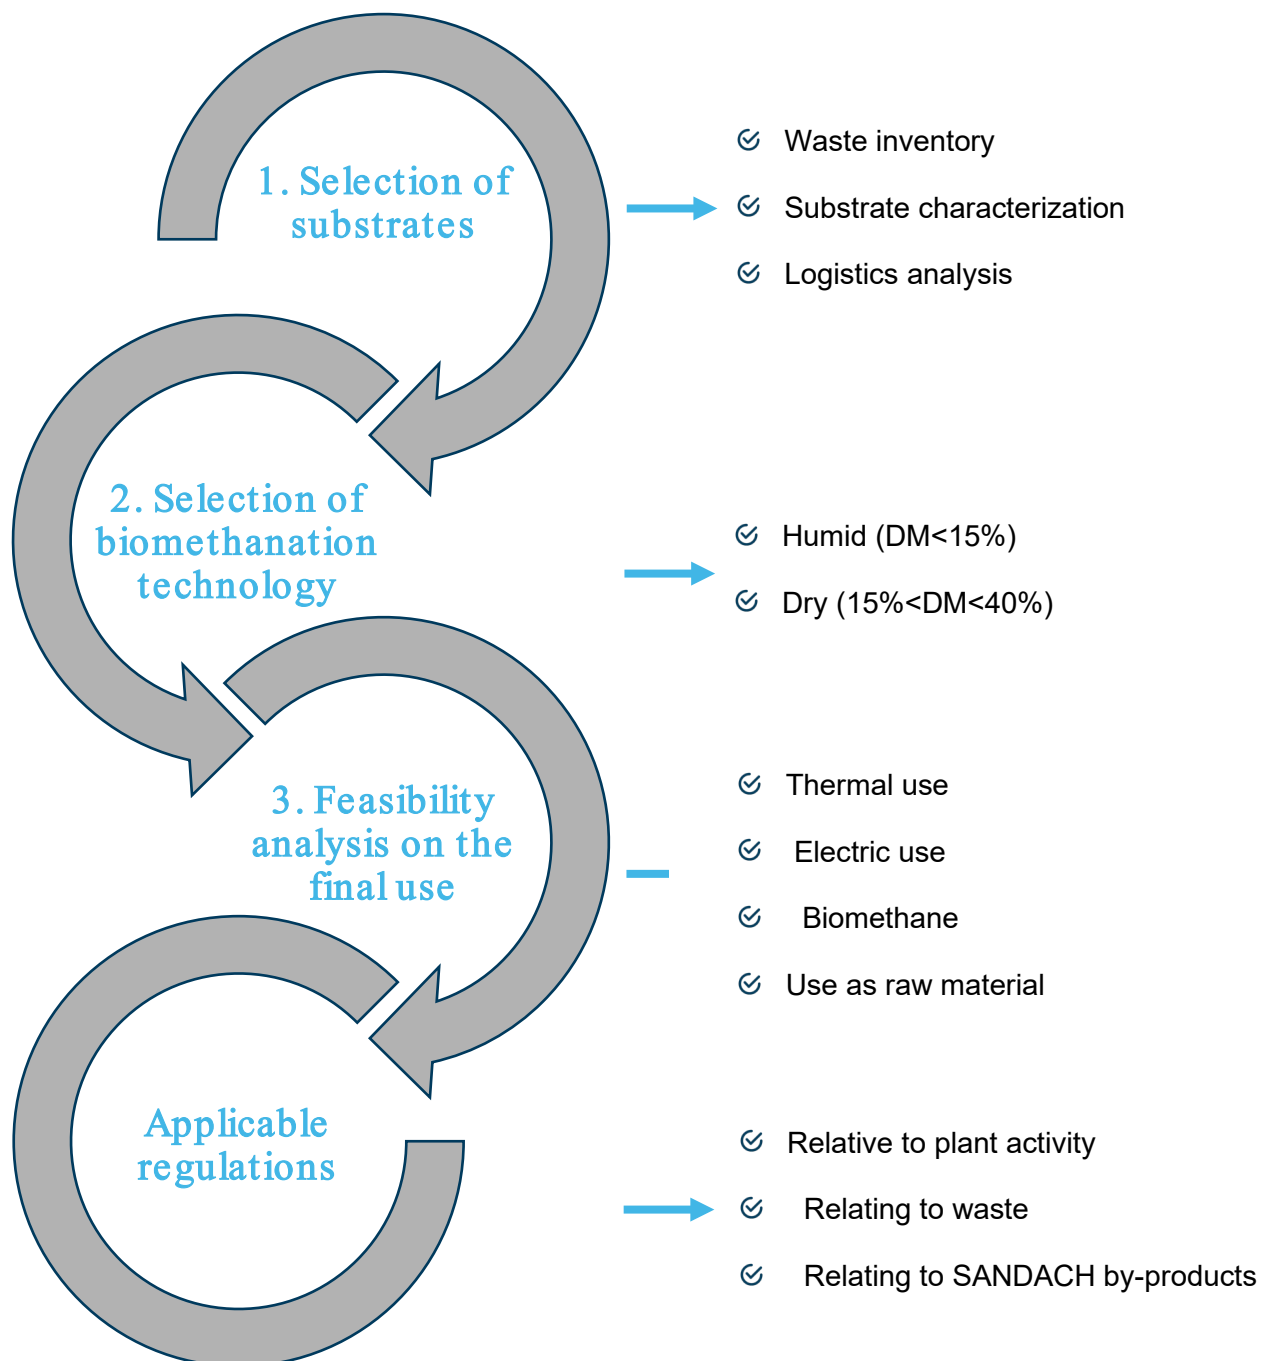 1. Selection of
substrates
Waste inventory
Substrate characterization
Logistics analysis
2. Selection of
biomethanation
technology
Humid (DM<15%)
Dry (15%<DM<40%)
3. Feasibility
analysis on the
final use
Thermal use
Electric use
Biomethane
Use as raw material
Applicable
regulations
Relative to plant activity
Relating to waste
Relating to SANDACH by-products